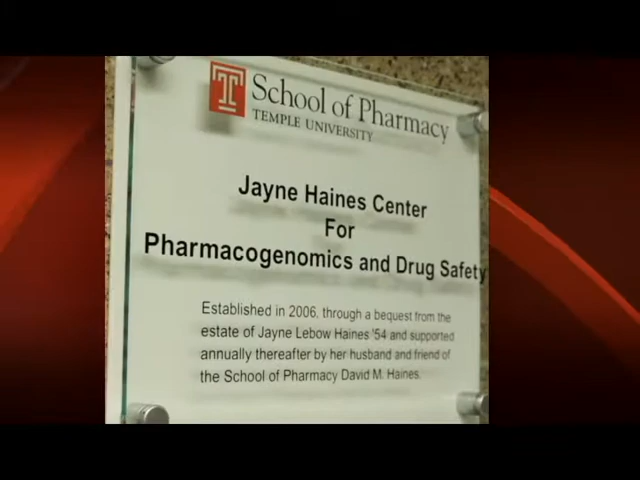 T School of Pharmacy
TEMPLE UNIVERSITY
Jayne Haines Center
For
Pharmacogenomics and Drug Safety
Established in 2006, through a bequest from the
estate of Jayne Lebow Haines '54 and supported
annually thereafter by her husband and friend of
the School of Pharmacy David M. Haines.